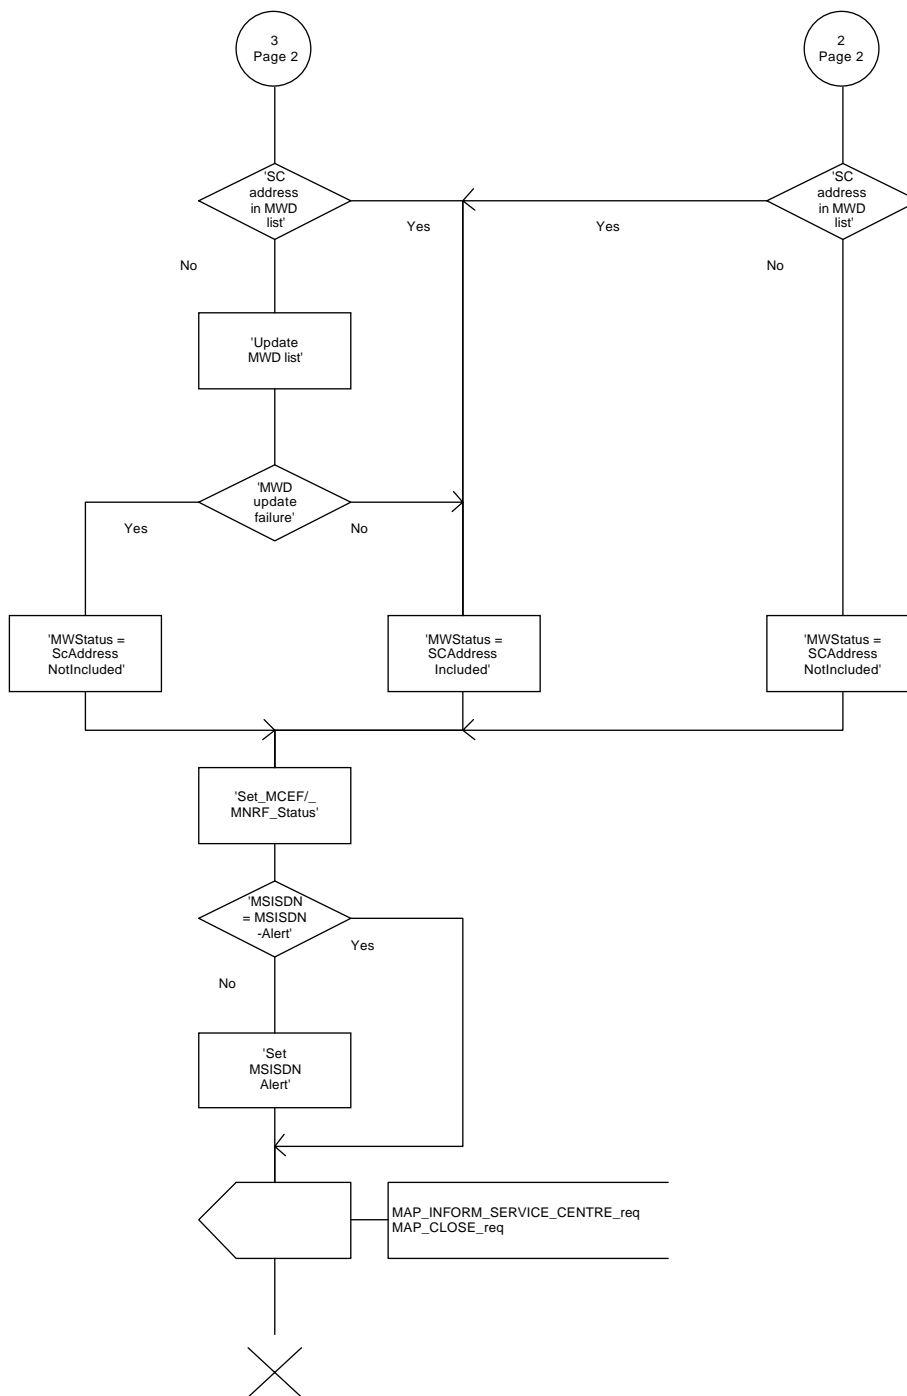 3
Page 2
2
Page 2
'SC
address
in MWD
list'
'SC
address
in MWD
list'
Yes
Yes
No
No
'Update
MWD list'
'MWD
update
failure'
Yes
No
'MWStatus =
ScAddress
NotIncluded'
'MWStatus =
SCAddress
Included'
'MWStatus =
SCAddress
NotIncluded'
'Set_MCEF/_
MNRF_Status'
'MSISDN
= MSISDN
-Alert'
Yes
No
'Set
MSISDN
Alert'
MAP_INFORM_SERVICE_CENTRE_req
MAP_CLOSE_req